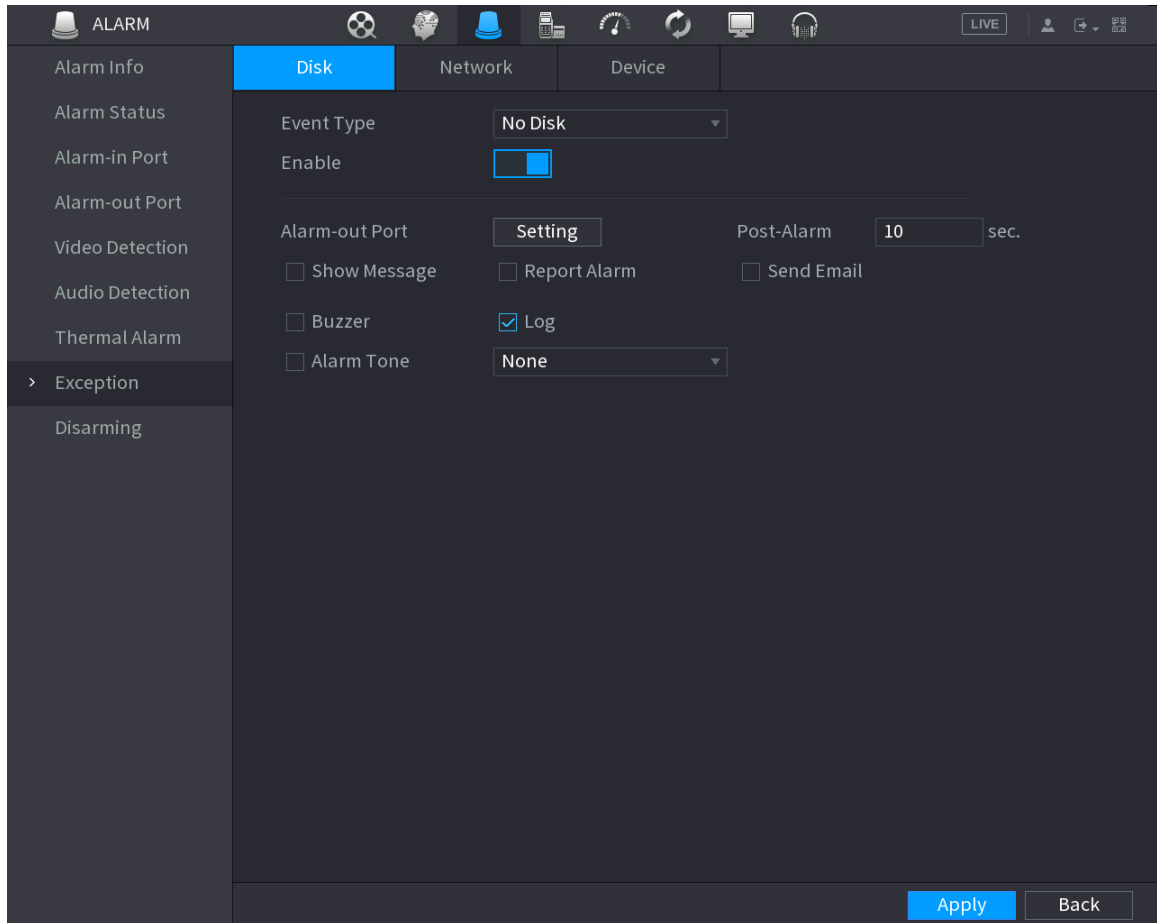 ALARM LIVE
Alarm Info
Alarm Status
Alarm-in Port
Alarm-out Port
Video Detection
Audio Detection
Thermal Alarm
> Exception
Disarming
Disk Network Device
Event Type No Disk
Enable
Alarm-out Port Setting Post-Alarm 10 sec.
Show Message Report Alarm Send Email
Buzzer Log
Alarm Tone None
Apply Back